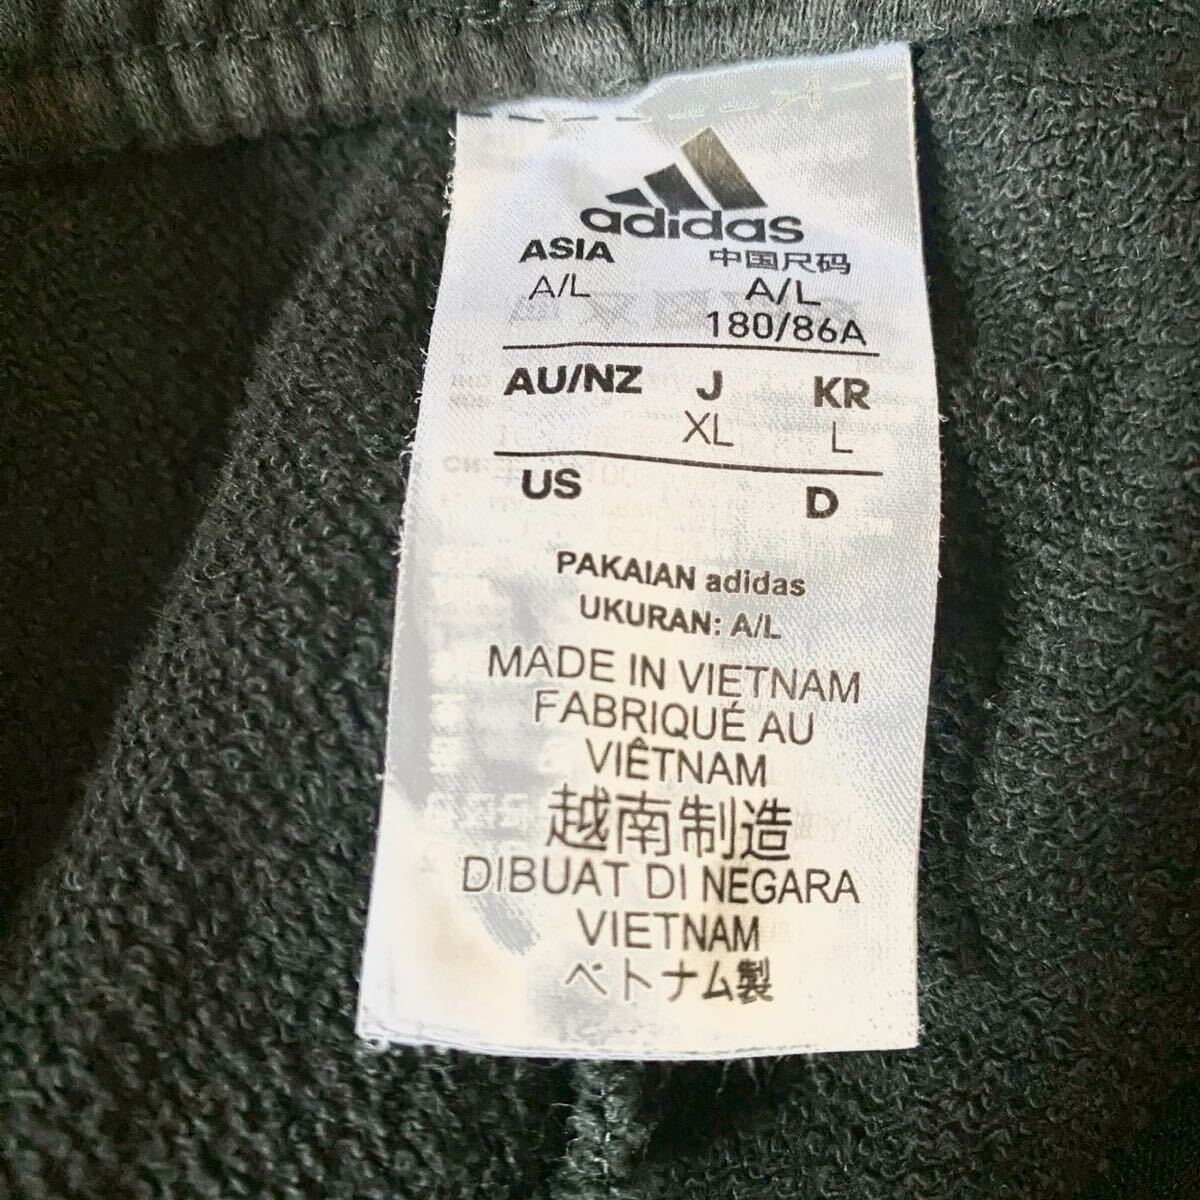 adidas
ASIA 中国尺码
A/L A/L
180/86A
AU/NZ J KR
XL L
US D
PAKAIAN adidas
UKURAN: A/L
MADE IN VIETNAM
FABRIQUÉ AU
VIÊTNAM
越南制造
DIBUAT DI NEGARA
VIETNAM
ベトナム製